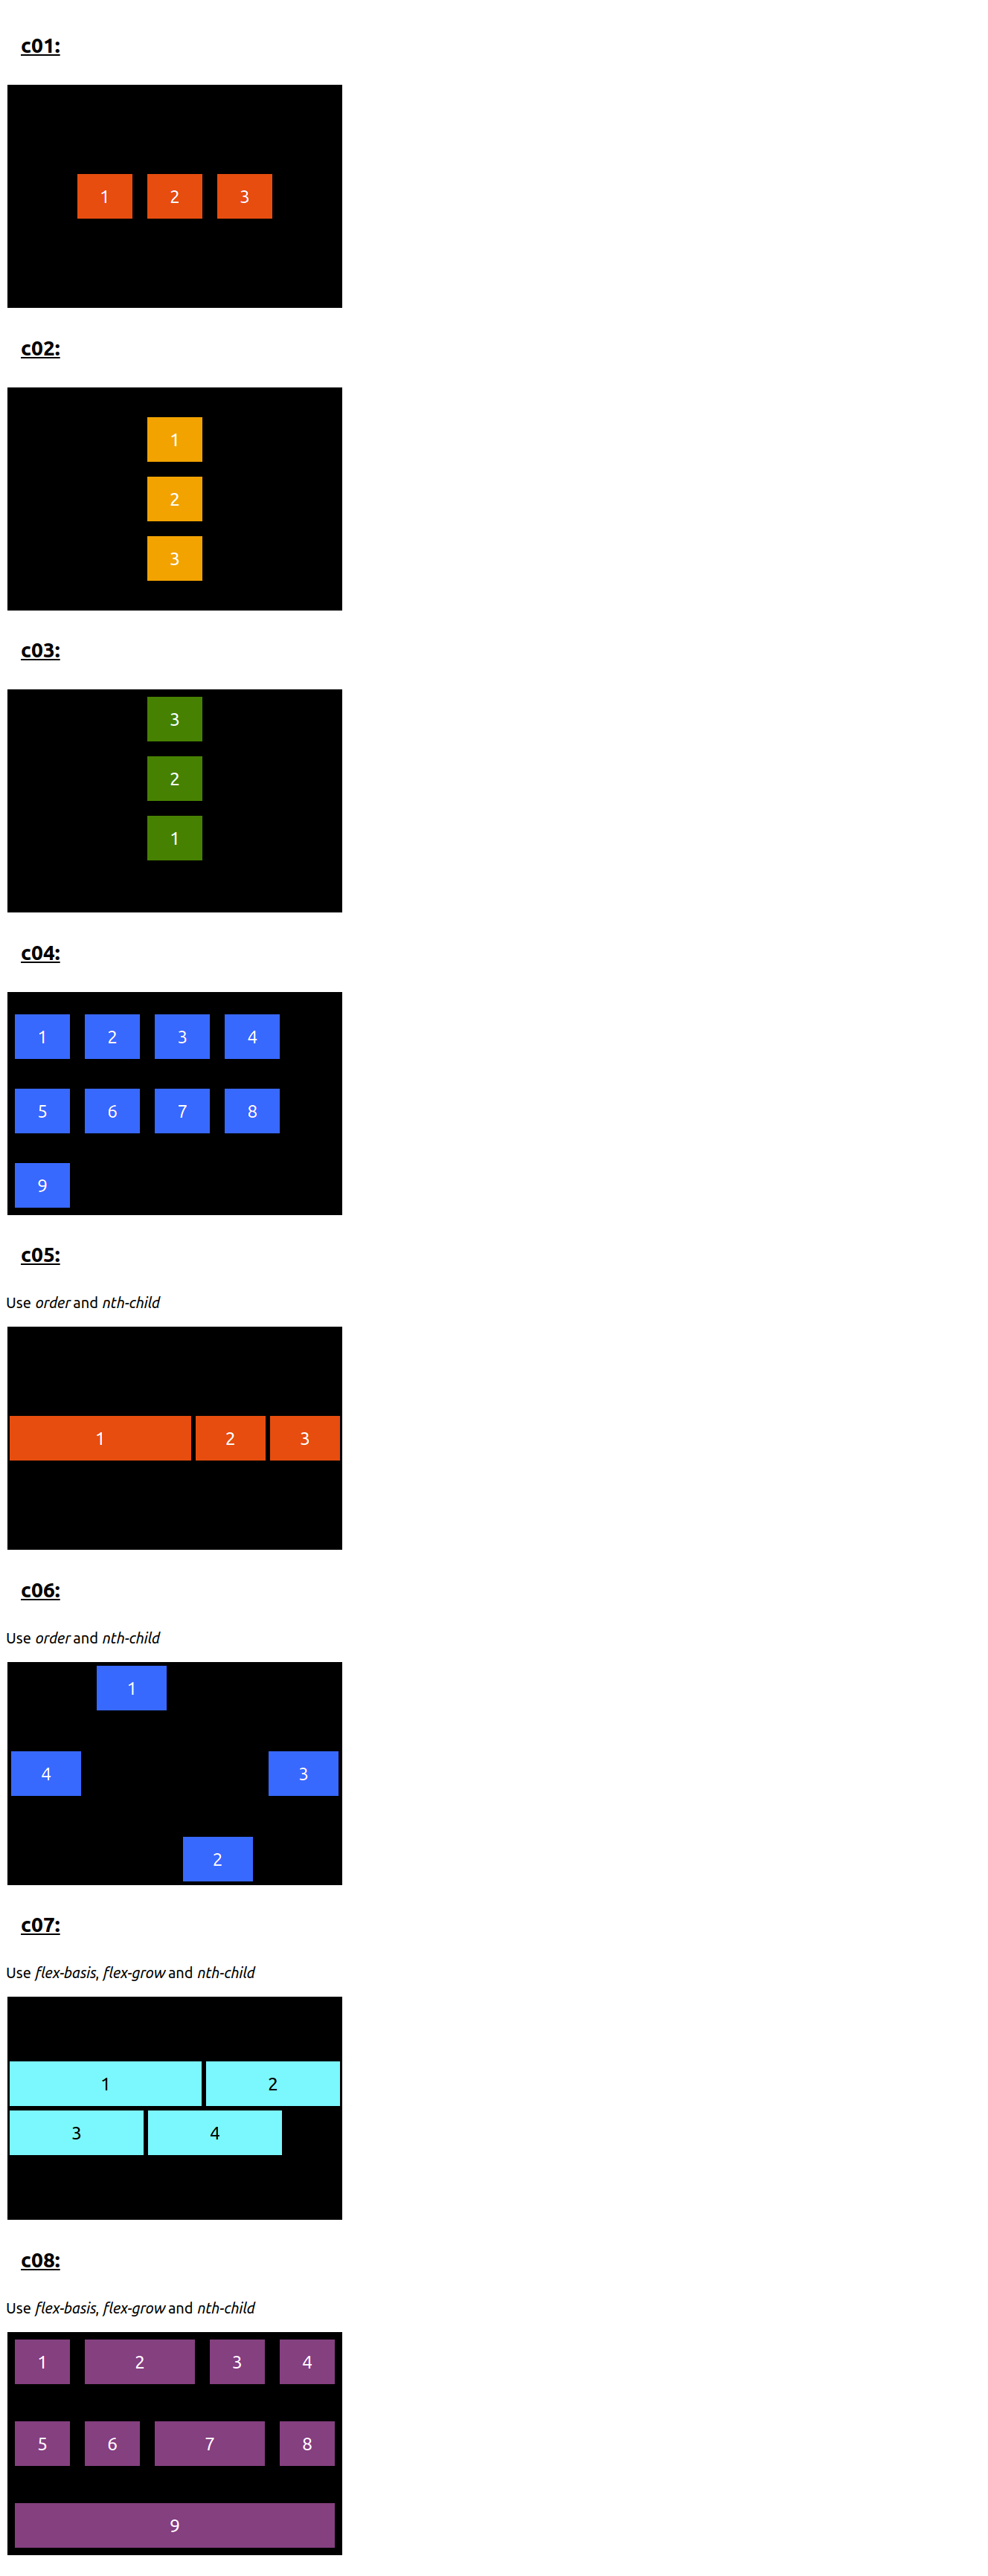 c01:
1 2 3
c02:
1
2
3
c03:
3
2
1
c04:
1 2 3 4
5 6 7 8
9
c05:
Use order and nth-child
1 2 3
c06:
Use order and nth-child
1
4 3
2
c07:
Use flex-basis, flex-grow and nth-child
1 2
3 4
c08:
Use flex-basis, flex-grow and nth-child
1 2 3 4
5 6 7 8
9